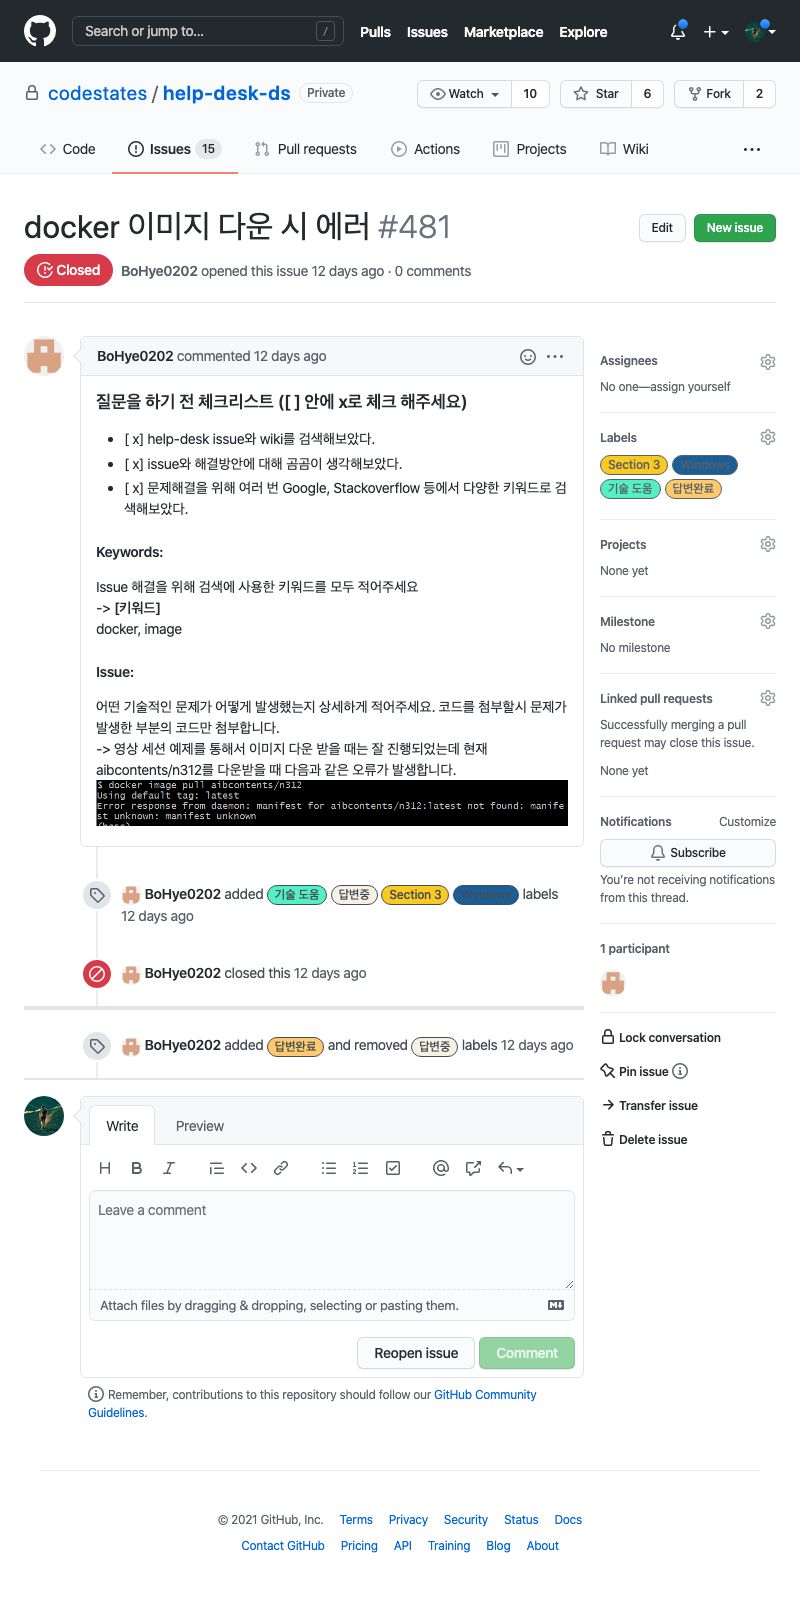 Search or jump to...
/
Pulls
Issues
Marketplace
Explore
codestates / help-desk-ds
Private
Watch
10
Star
6
Fork
2
Code
Issues 15
Pull requests
Actions
Projects
Wiki
docker 이미지 다운 시 에러 #481
Edit
New issue
Closed
BoHye0202 opened this issue 12 days ago · 0 comments
BoHye0202 commented 12 days ago
질문을 하기 전 체크리스트 ([ ] 안에 x로 체크 해주세요)
[ x] help-desk issue와 wiki를 검색해보았다.
[ x] issue와 해결방안에 대해 곰곰이 생각해보았다.
[ x] 문제해결을 위해 여러 번 Google, Stackoverflow 등에서 다양한 키워드로 검
색해보았다.
Keywords:
Issue 해결을 위해 검색에 사용한 키워드를 모두 적어주세요
-> [키워드]
docker, image
Issue:
어떤 기술적인 문제가 어떻게 발생했는지 상세하게 적어주세요. 코드를 첨부할시 문제가
발생한 부분의 코드만 첨부합니다.
-> 영상 세션 예제를 통해서 이미지 다운 받을 때는 잘 진행되었는데 현재
aibcontents/n312를 다운받을 때 다음과 같은 오류가 발생합니다.
$ docker image pull aibcontents/n312
Using default tag: latest
Error response from daemon: manifest for aibcontents/n312:latest not found: manife
st unknown: manifest unknown
(base)
BoHye0202 added 기술 도움 답변중 Section 3 Windows labels
12 days ago
BoHye0202 closed this 12 days ago
BoHye0202 added 답변완료 and removed 답변중 labels 12 days ago
Write
Preview
Leave a comment
Attach files by dragging & dropping, selecting or pasting them.
Reopen issue
Comment
Remember, contributions to this repository should follow our GitHub Community
Guidelines.
Assignees
No one—assign yourself
Labels
Section 3
Windows
기술 도움
답변완료
Projects
None yet
Milestone
No milestone
Linked pull requests
Successfully merging a pull
request may close this issue.
None yet
Notifications
Customize
Subscribe
You're not receiving notifications
from this thread.
1 participant
Lock conversation
Pin issue
Transfer issue
Delete issue
© 2021 GitHub, Inc.
Terms
Privacy
Security
Status
Docs
Contact GitHub
Pricing
API
Training
Blog
About